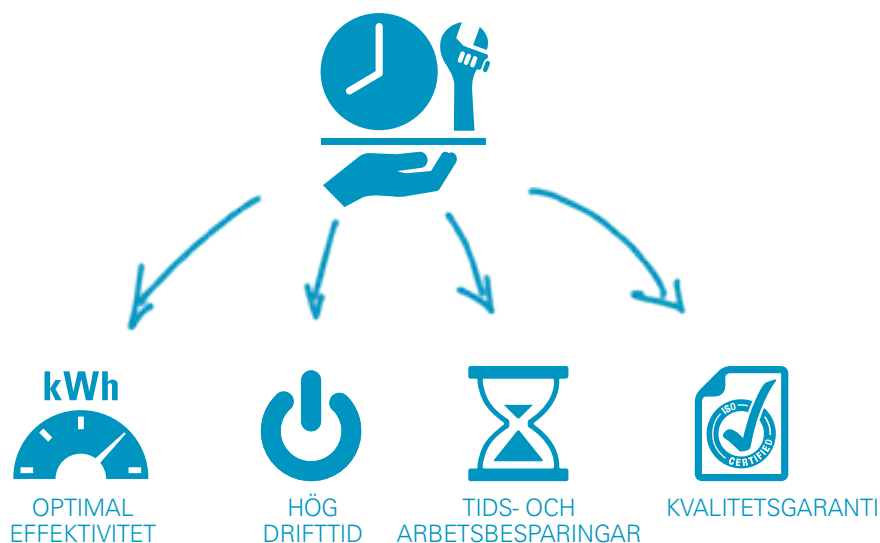 kWh
ISO
CERTIFIED
OPTIMAL
EFFEKTIVITET
HÖG
DRIFTTID
TIDS- OCH
ARBETSBESPARINGAR
KVALITETSGARANTI